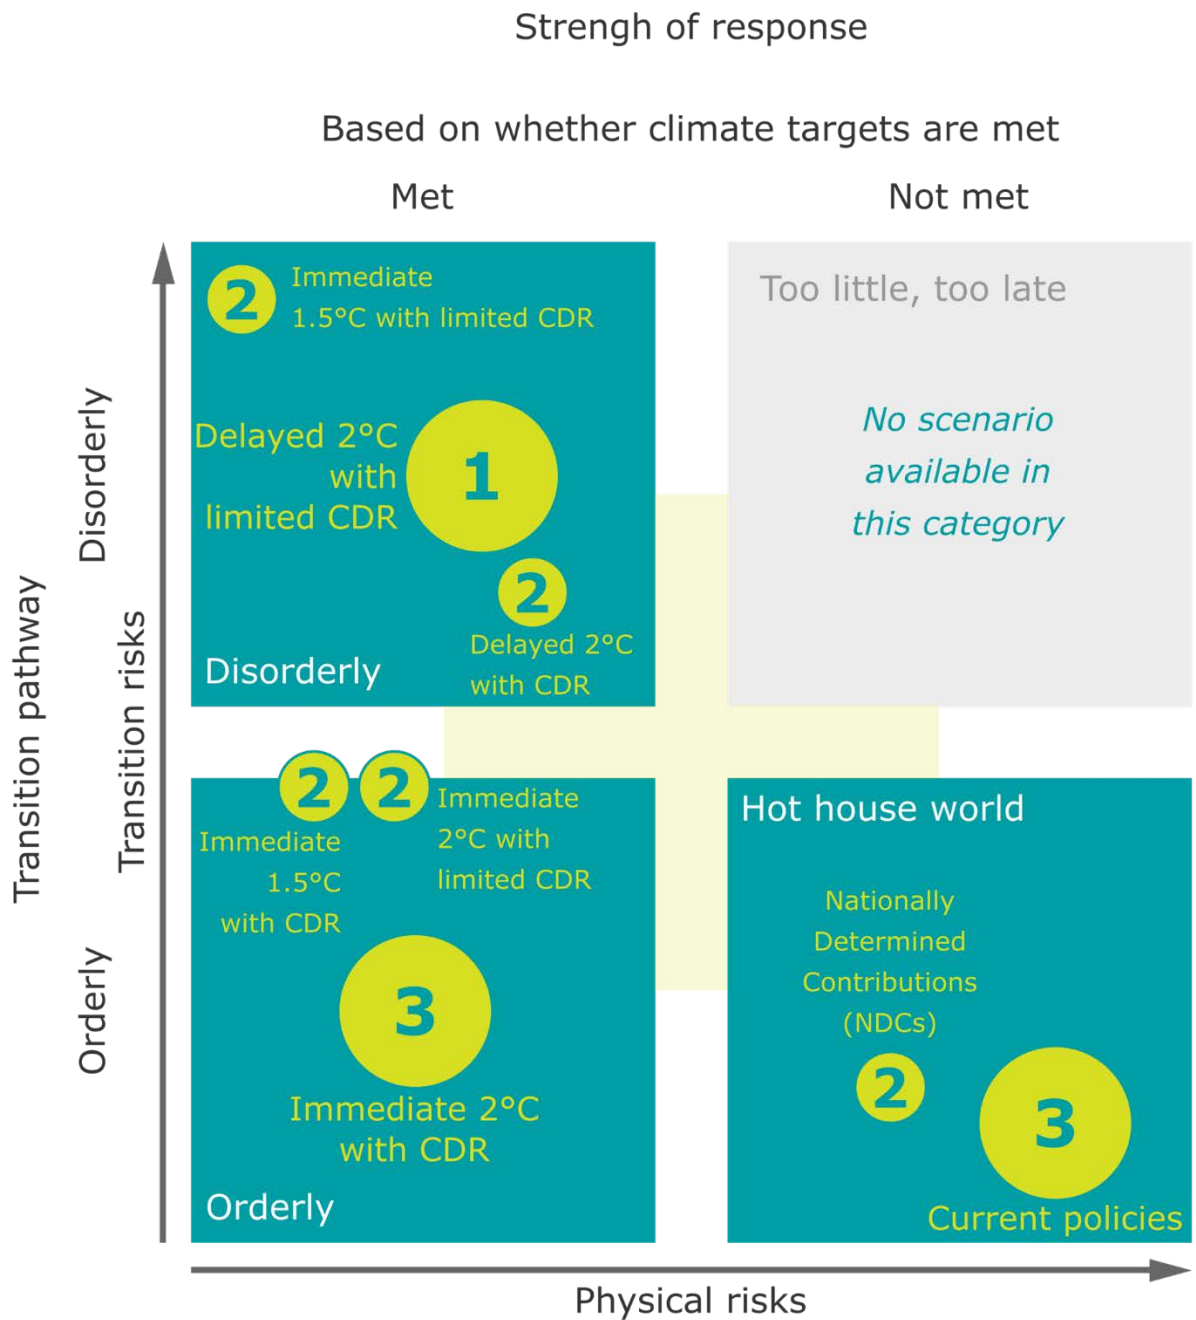 Strengh of response
Based on whether climate targets are met
Met
Not met
Transition pathway
Disorderly
Orderly
Transition risks
2
Immediate
1.5°C with limited CDR
Delayed 2°C
with
limited CDR
1
2
Delayed 2°C
with CDR
Disorderly
Too little, too late
No scenario
available in
this category
2
Immediate
1.5°C
with CDR
2
Immediate
2°C with
limited CDR
3
Immediate 2°C
with CDR
Orderly
Hot house world
Nationally
Determined
Contributions
(NDCs)
2
3
Current policies
Physical risks